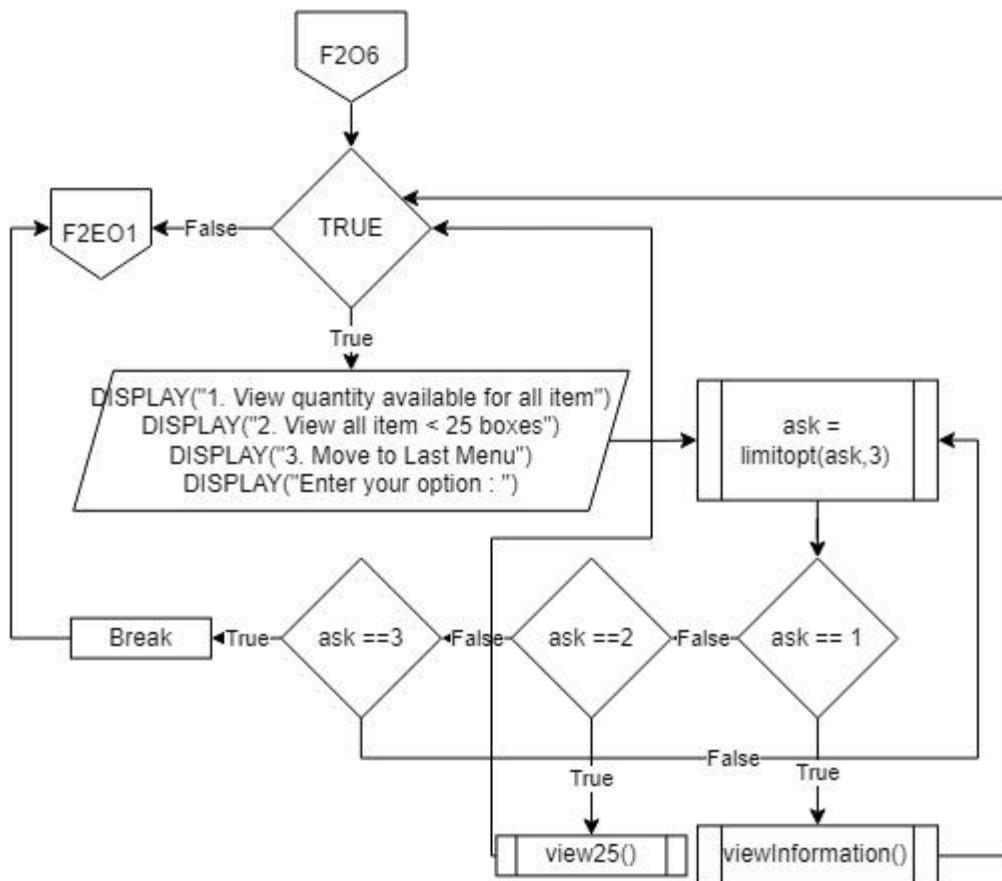 F2O6
TRUE
False
F2EO1
True
DISPLAY("1. View quantity available for all item")
DISPLAY("2. View all item < 25 boxes")
DISPLAY("3. Move to Last Menu")
DISPLAY("Enter your option : ")
ask =
limitopt(ask,3)
ask == 1
False
ask ==2
False
ask ==3
True
Break
False
True
True
view25()
viewInformation()